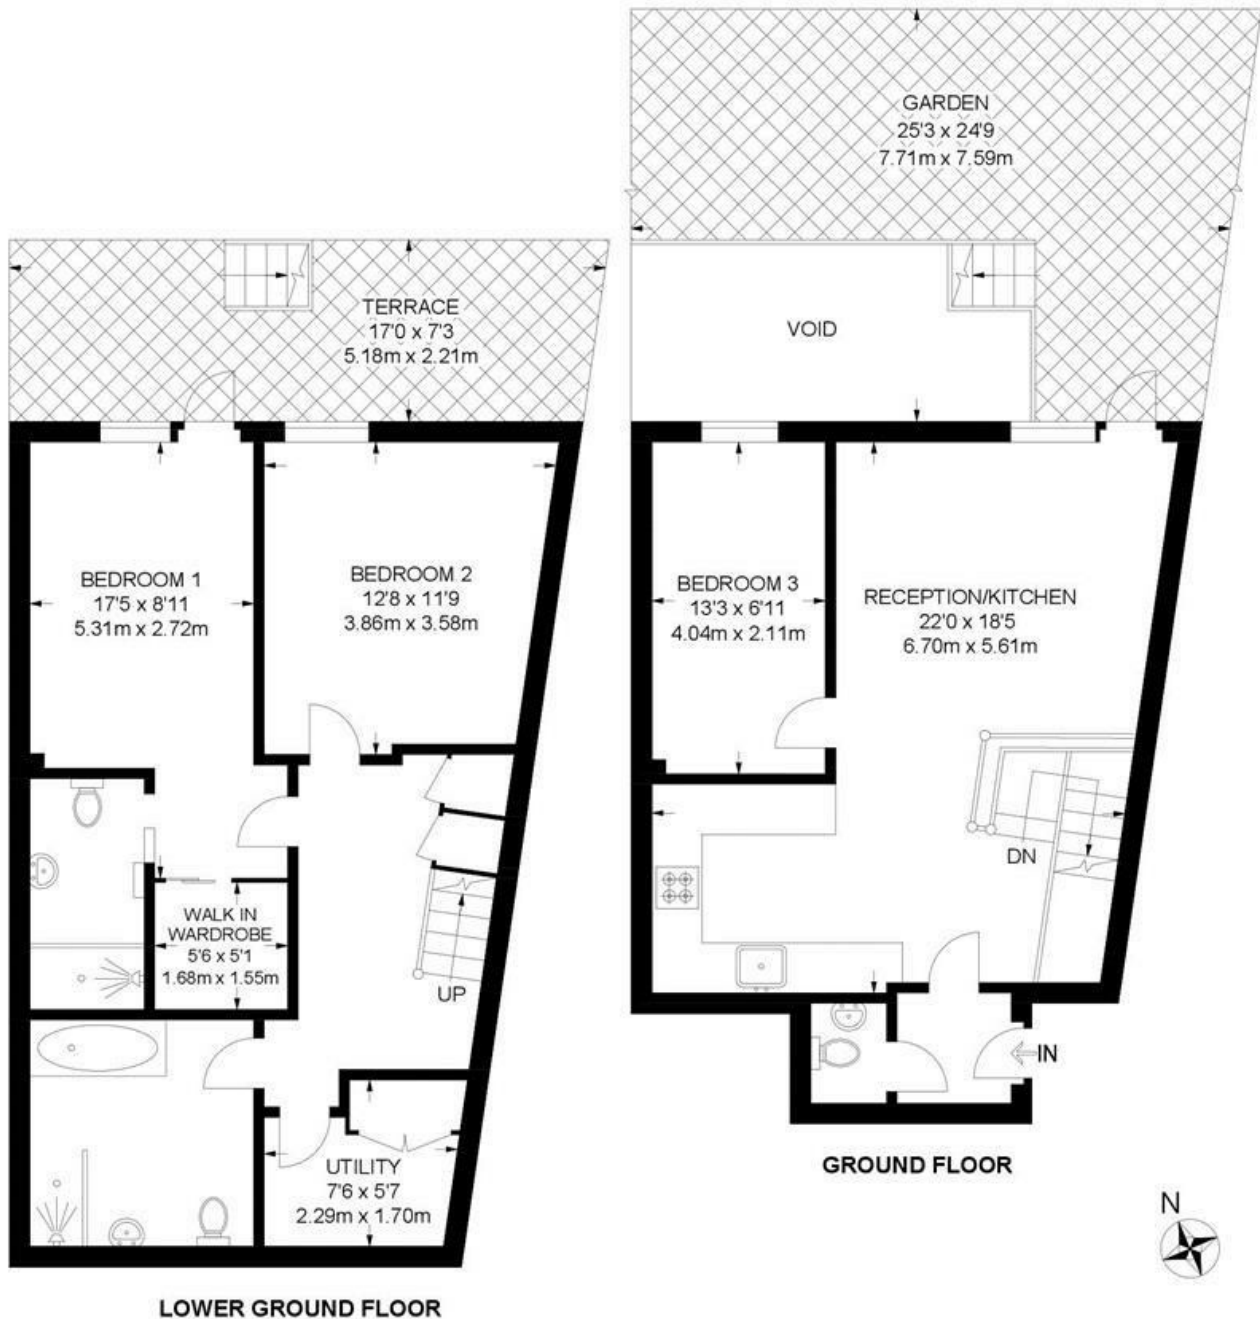 GARDEN
25'3 x 24'9
7.71m x 7.59m
TERRACE
17'0 x 7'3
5.18m x 2.21m
VOID
BEDROOM 1
17'5 x 8'11
5.31m x 2.72m
BEDROOM 2
12'8 x 11'9
3.86m x 3.58m
BEDROOM 3
13'3 x 6'11
4.04m x 2.11m
RECEPTION/KITCHEN
22'0 x 18'5
6.70m x 5.61m
DN
WALK IN
WARDROBE
5'6 x 5'1
1.68m x 1.55m
UP
IN
UTILITY
7'6 x 5'7
2.29m x 1.70m
GROUND FLOOR
N
LOWER GROUND FLOOR